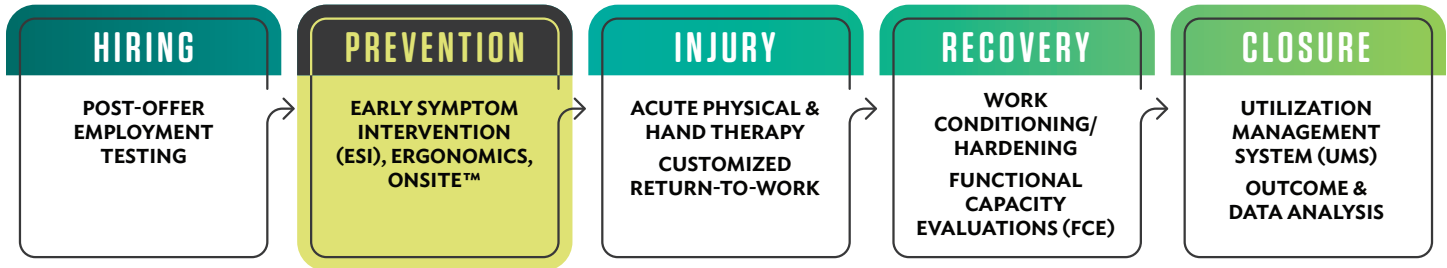 HIRING
POST-OFFER
EMPLOYMENT
TESTING
PREVENTION
EARLY SYMPTOM
INTERVENTION
(ESI), ERGONOMICS,
ONSITE™
INJURY
ACUTE PHYSICAL &
HAND THERAPY
CUSTOMIZED
RETURN-TO-WORK
RECOVERY
WORK
CONDITIONING/
HARDENING
FUNCTIONAL
CAPACITY
EVALUATIONS (FCE)
CLOSURE
UTILIZATION
MANAGEMENT
SYSTEM (UMS)
OUTCOME &
DATA ANALYSIS